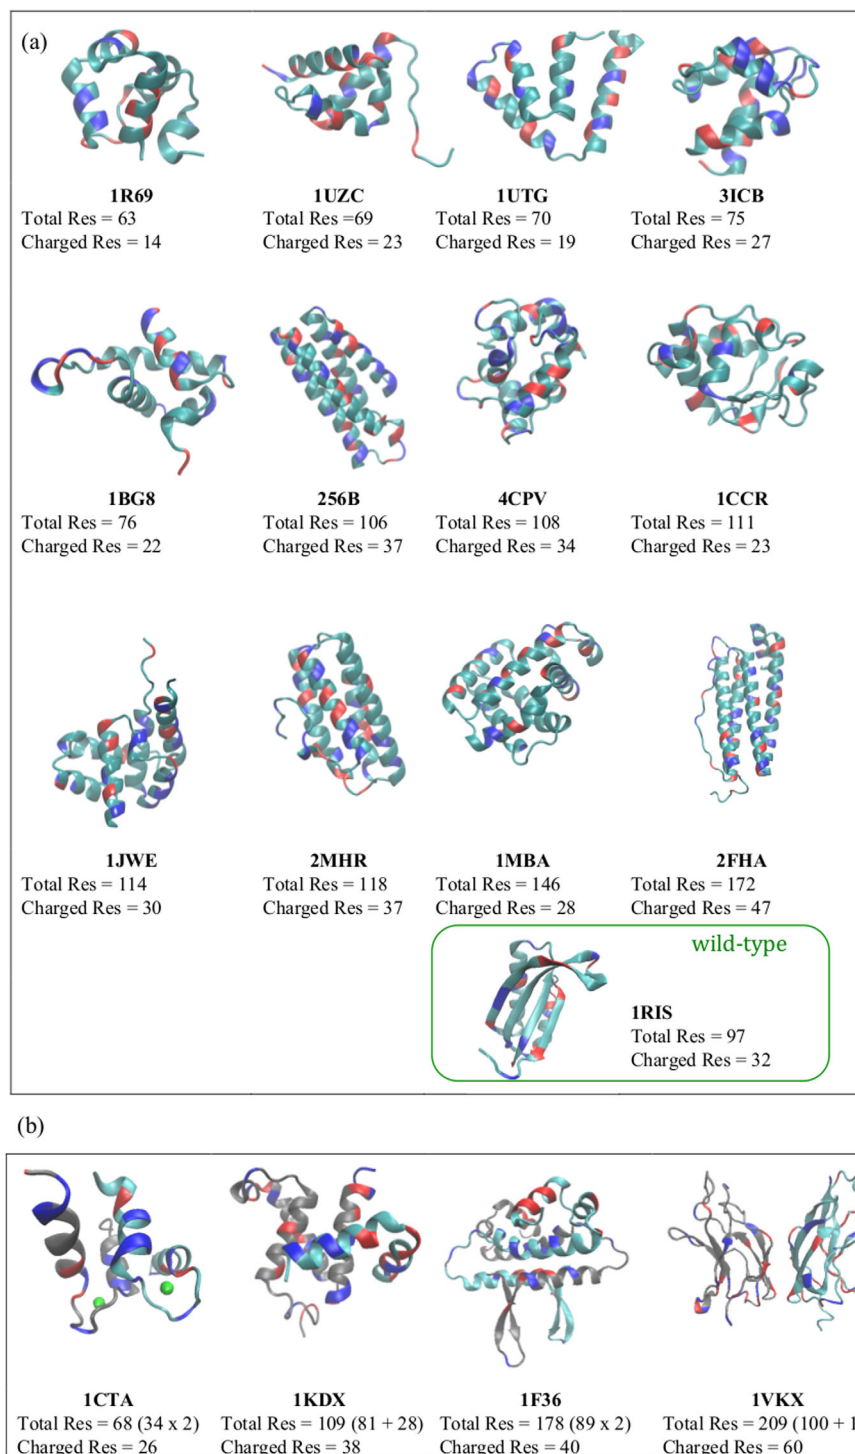 (a)
1R69
Total Res = 63
Charged Res = 14
1UZC
Total Res =69
Charged Res = 23
1UTG
Total Res = 70
Charged Res = 19
3ICB
Total Res = 75
Charged Res = 27
1BG8
Total Res = 76
Charged Res = 22
256B
Total Res = 106
Charged Res = 37
4CPV
Total Res = 108
Charged Res = 34
1CCR
Total Res = 111
Charged Res = 23
1JWE
Total Res = 114
Charged Res = 30
2MHR
Total Res = 118
Charged Res = 37
1MBA
Total Res = 146
Charged Res = 28
2FHA
Total Res = 172
Charged Res = 47
wild-type
1RIS
Total Res = 97
Charged Res = 32
(b)
1CTA
Total Res = 68 (34 x 2)
Charged Res = 26
1KDX
Total Res = 109 (81 + 28)
Charged Res = 38
1F36
Total Res = 178 (89 x 2)
Charged Res = 40
1VKX
Total Res = 209 (100 + 1
Charged Res = 60